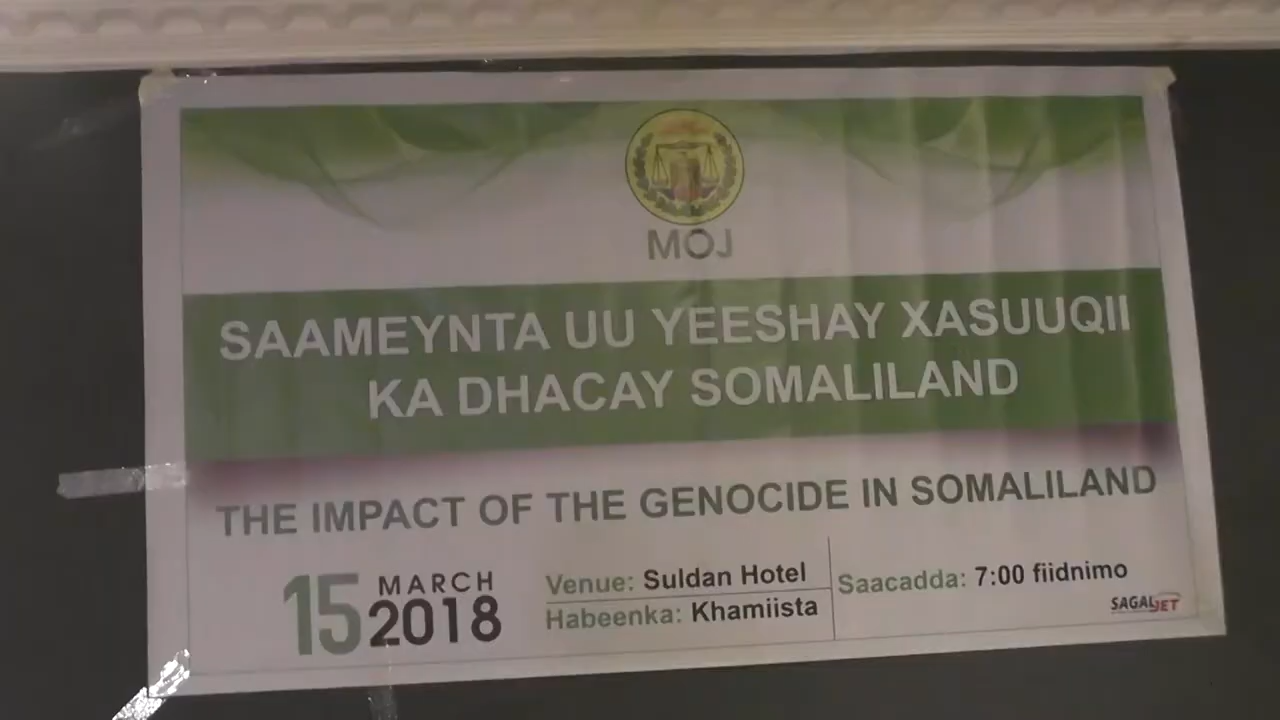 MOJ
SAAMEYNTA UU YEESHAY XASUUQII
KA DHACAY SOMALILAND
THE IMPACT OF THE GENOCIDE IN SOMALILAND
15 MARCH 2018
Venue: Suldan Hotel
Habeenka: Khamiista
Saacadda: 7:00 fiidnimo
SAGALJET